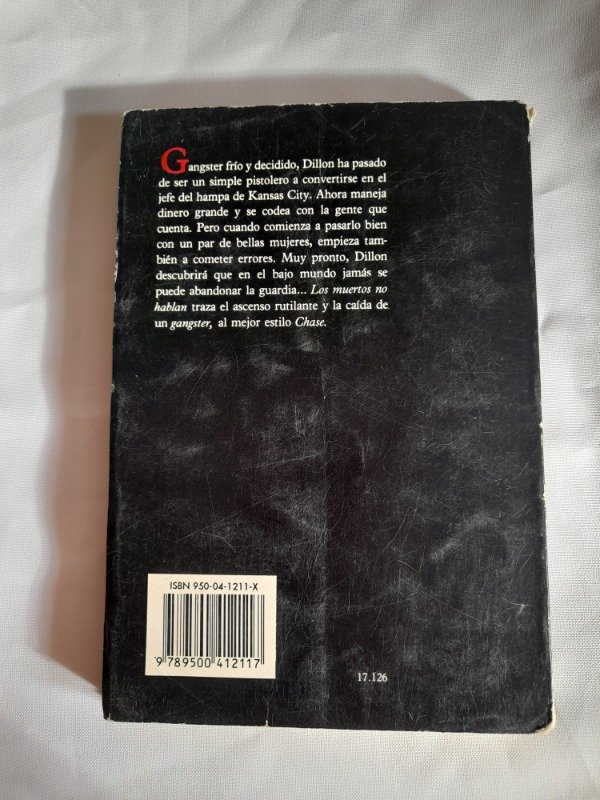 Gangster frío y decidido, Dillon ha pasado
de ser un simple pistolero a convertirse en el
jefe del hampa de Kansas City. Ahora maneja
dinero grande y se codea con la gente que
cuenta. Pero cuando comienza a pasarlo bien
con un par de bellas mujeres, empieza tam-
bién a cometer errores. Muy pronto, Dillon
descubrirá que en el bajo mundo jamás se
puede abandonar la guardia... Los muertos no
hablan traza el ascenso rutilante y la caída de
un gangster, al mejor estilo Chase.
ISBN 950-04-1211-X
9 789500 412117
17.126